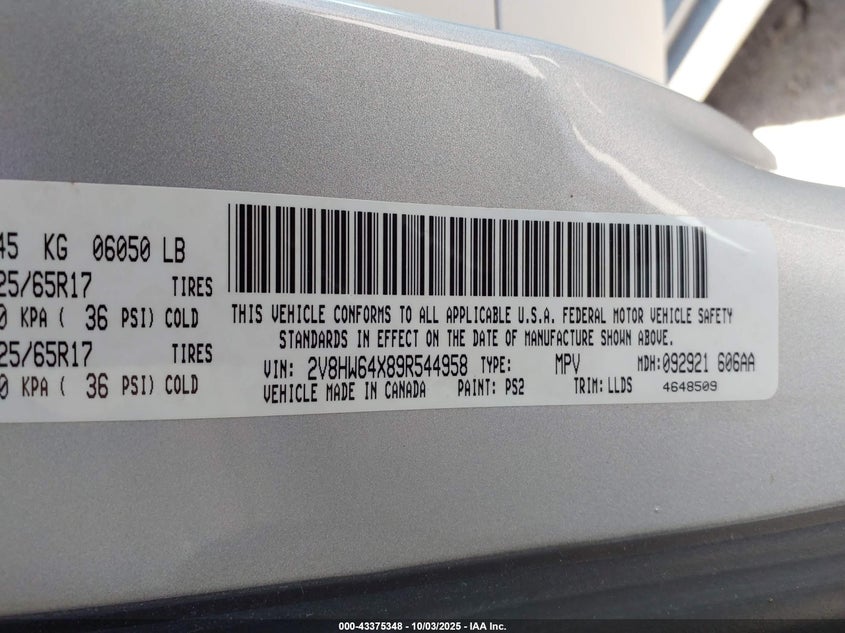 45 KG 06050 LB
25/65R17 TIRES
0 KPA ( 36 PSI) COLD
25/65R17 TIRES
0 KPA ( 36 PSI) COLD
THIS VEHICLE CONFORMS TO ALL APPLICABLE U.S.A. FEDERAL MOTOR VEHICLE SAFETY
STANDARDS IN EFFECT ON THE DATE OF MANUFACTURE SHOWN ABOVE.
VIN: 2V8HW64X89R544958 TYPE: MPV MDH:092921 606AA
VEHICLE MADE IN CANADA PAINT: PS2 TRIM: LLDS 4648509
000-43375348 - 10/03/2025 - IAA Inc.